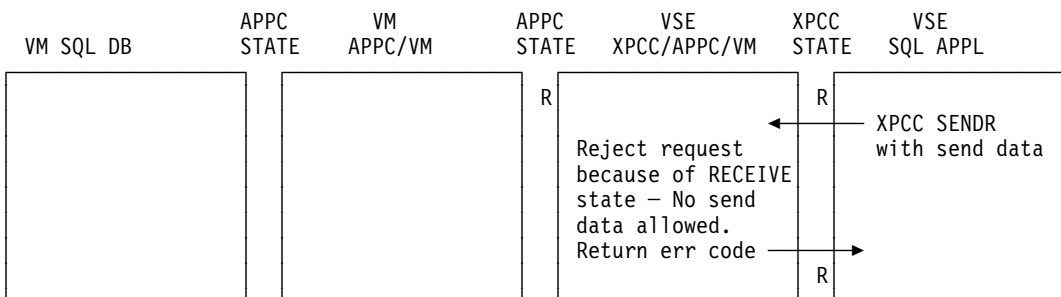 APPC VM APPC VSE XPCC VSE
VM SQL DB STATE APPC/VM STATE XPCC/APPC/VM STATE SQL APPL
R R
XPCC SENDR
Reject request with send data
because of RECEIVE
state — No send
data allowed.
Return err code
R